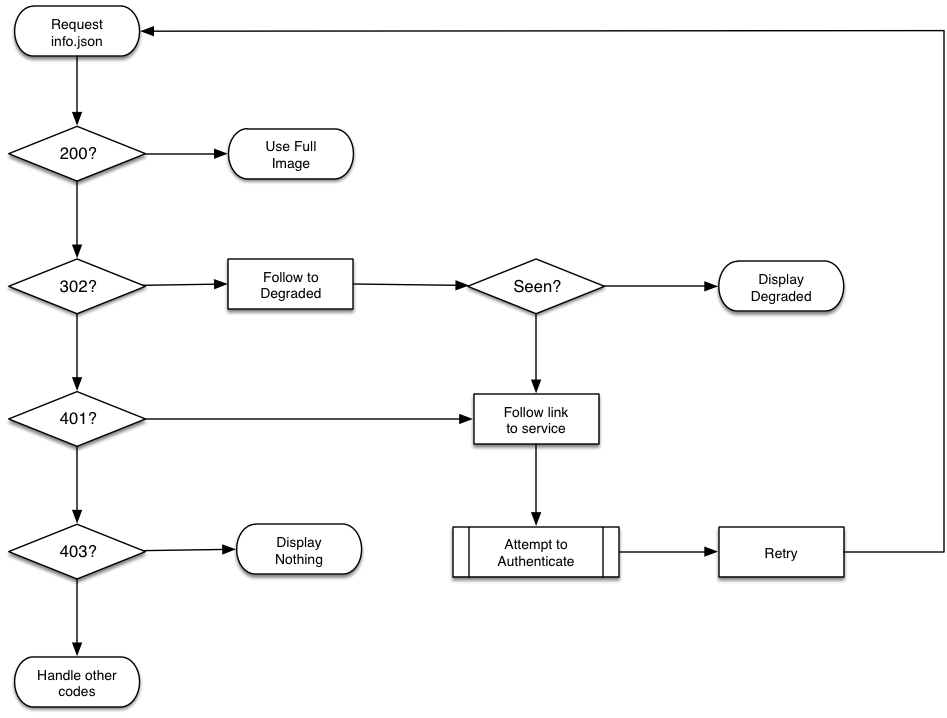 Request
info.json
200?
Use Full
Image
302?
Follow to
Degraded
Seen?
Display
Degraded
401?
Follow link
to service
403?
Display
Nothing
Attempt to
Authenticate
Retry
Handle other
codes